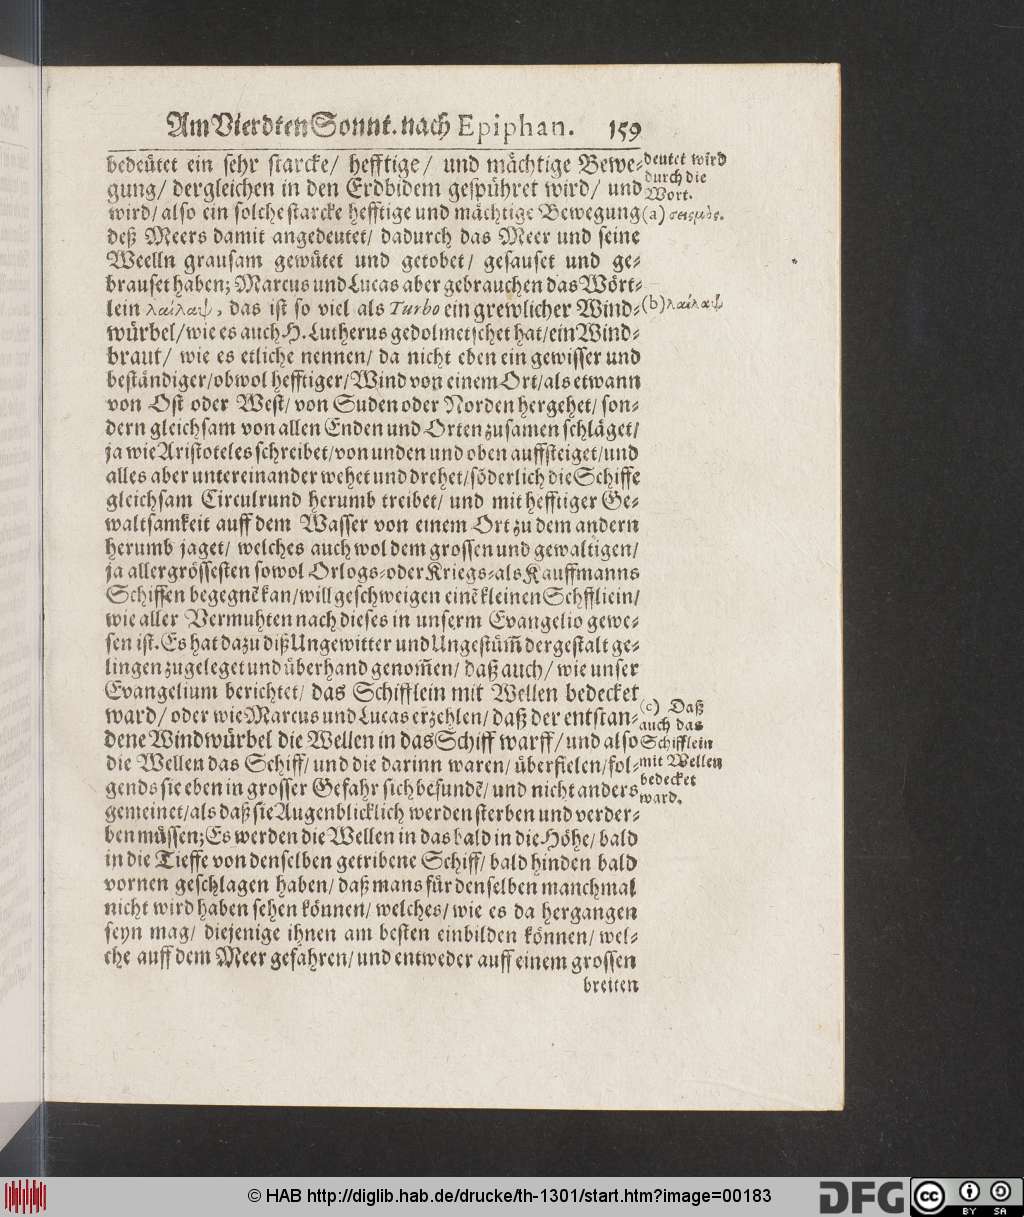 Am Vierdten Sonnt. nach Epiphan. 159
bedeütet ein sehr starcke/ hefftige/ und mächtige Bewe-
gung/ dergleichen in den Erdbidem gespühret wird/ und
wird/ also ein solche starcke hefftige und mächtige Bewegung
deß Meers damit angedeutet/ dadurch das Meer und seine
Weelln grausam gewütet und getobet/ gesauset und ge-
brauset haben; Marcus und Lucas aber gebrauchen das Wört-
lein λαίλαψ, das ist so viel als Turbo ein grewlicher Wind-
würbel/ wie es auch H. Lutherus gedolmetschet hat/ ein Wind-
braut/ wie es etliche nennen/ da nicht eben ein gewisser und
beständiger/ obwol hefftiger/ Wind von einem Ort/ als etwann
von Ost oder West/ von Suden oder Norden hergehet/ son-
dern gleichsam von allen Enden und Orten zusamen schläget/
ja wie Aristoteles schreibet/ von unden und oben auffsteiget/ und
alles aber untereinander wehet und drehet/ söderlich die Schiffe
gleichsam Circulrund herumb treibet/ und mit hefftiger Ge-
waltsamkeit auff dem Wasser von einem Ort zu dem andern
herumb jaget/ welches auch wol dem grossen und gewaltigen/
ja allergrössesten sowol Orlogs- oder Kriegs- als Kauffmanns
Schiffen begegnē kan/ will geschweigen einē kleinen Schffliein/
wie aller Vermuhten nach dieses in unserm Evangelio gewe-
sen ist. Es hat dazu diß Ungewitter und Ungestüm̃ dergestalt ge-
lingen zugeleget und überhand genom̃en/ daß auch/ wie unser
Evangelium berichtet/ das Schifflein mit Wellen bedecket
ward/ oder wie Marcus und Lucas erzehlen/ daß der entstan-
dene Windwürbel die Wellen in das Schiff warff/ und also
die Wellen das Schiff/ und die darinn waren/ überfielen/ fol-
gends sie eben in grosser Gefahr sich befundē/ und nicht anders
gemeinet/ als daß sie Augenblicklich werden sterben und verder-
ben müssen; Es werden die Wellen in das bald in die Höhe/ bald
in die Tieffe von denselben getribene Schiff/ bald hinden bald
vornen geschlagen haben/ daß mans für denselben manchmal
nicht wird haben sehen können/ welches/ wie es da hergangen
seyn mag/ diejenige ihnen am besten einbilden können/ wel-
che auff dem Meer gefahren/ und entweder auff einem grossen
breiten
deutet wird
durch die
Wort.
(a) σεισμὸς.
(b) λαίλαψ
(c) Daß
auch das
Schifflein
mit Wellen
bedecket
ward.
© HAB http://diglib.hab.de/drucke/th-1301/start.htm?image=00183
DFG
cc BY SA